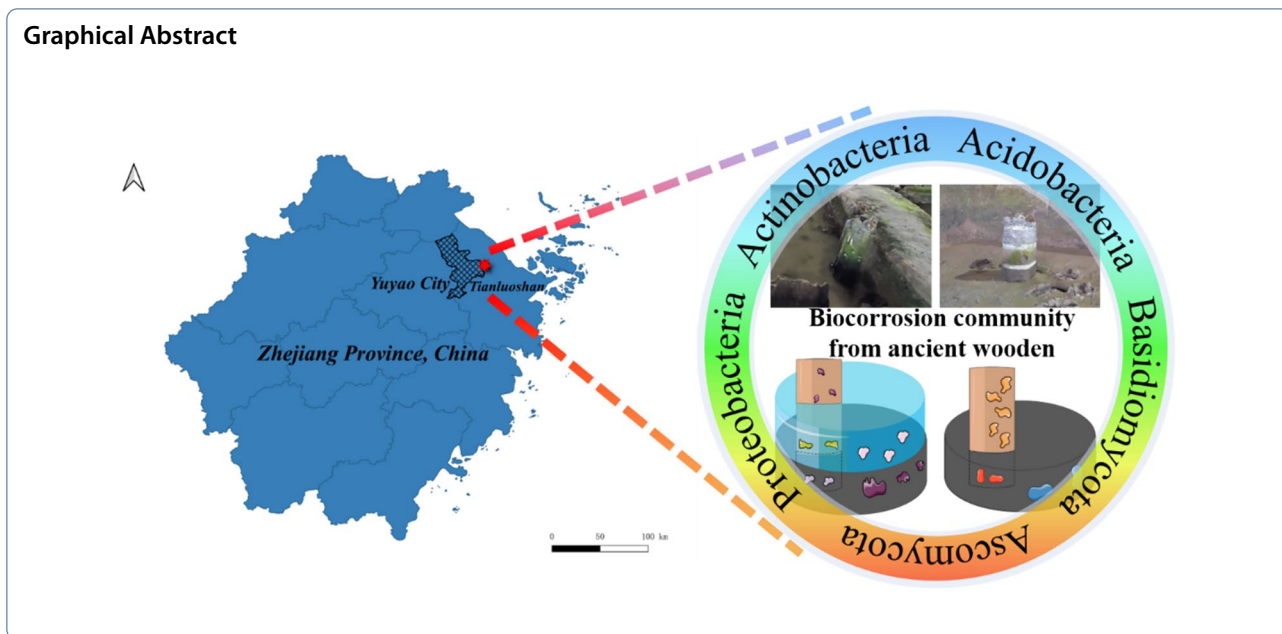 Graphical Abstract
Yuyao City
Tianluoshan
Zhejiang Province, China
0 50 100 km
Actinobacteria
Acidobacteria
Proteobacteria
Basidiomycota
Ascomycota
Biocorrosion community
from ancient wooden